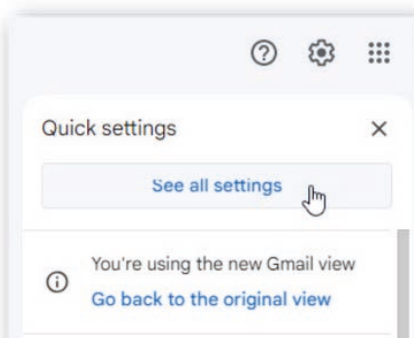 Quick settings
See all settings
You're using the new Gmail view
Go back to the original view